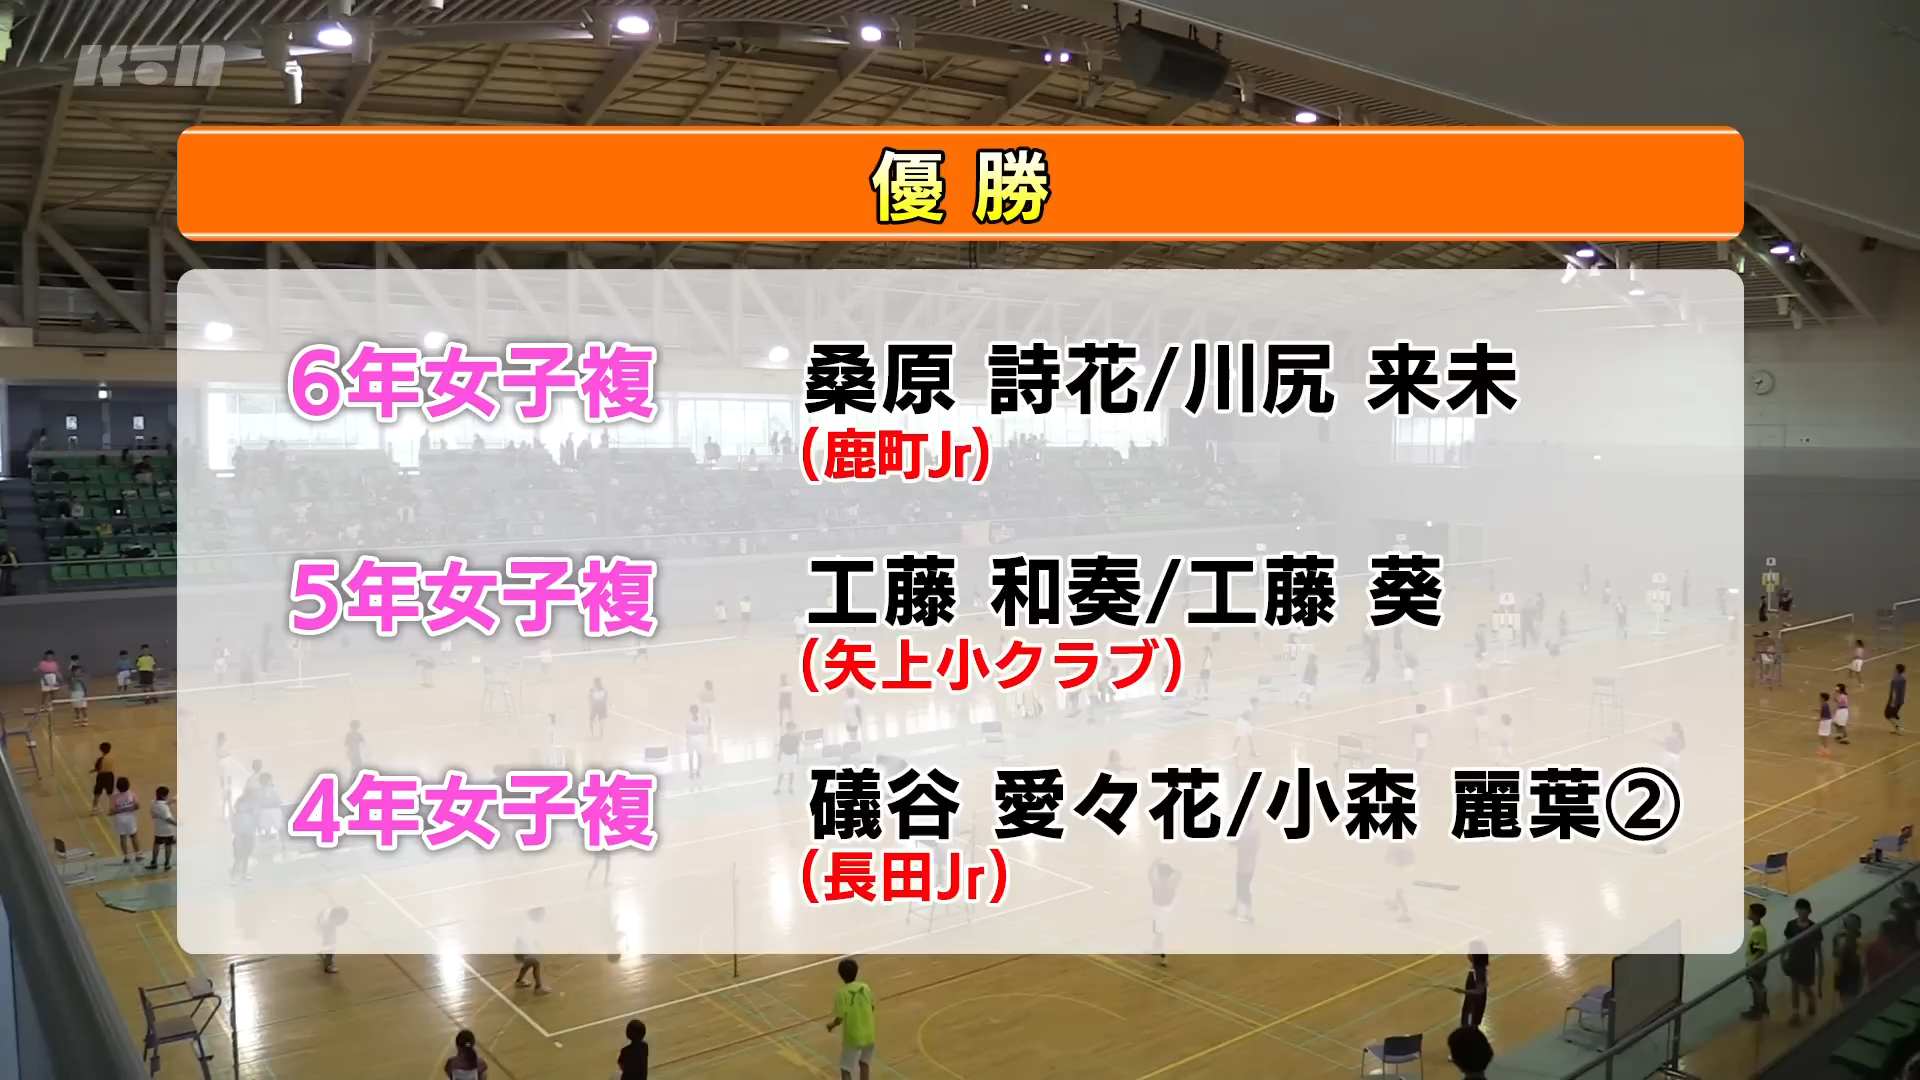 KTN
優 勝
6年女子複
桑原 詩花/川尻 来未
(鹿町Jr)
5年女子複
工藤 和奏/工藤 葵
(矢上小クラブ)
4年女子複
礒谷 愛々花/小森 麗葉②
(長田Jr)